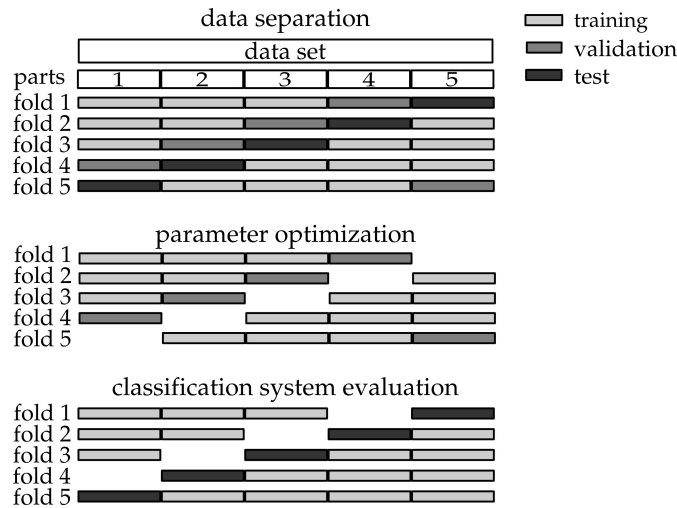 data separation
data set
parts 1 2 3 4 5
fold 1
fold 2
fold 3
fold 4
fold 5
training
validation
test
parameter optimization
fold 1
fold 2
fold 3
fold 4
fold 5
classification system evaluation
fold 1
fold 2
fold 3
fold 4
fold 5